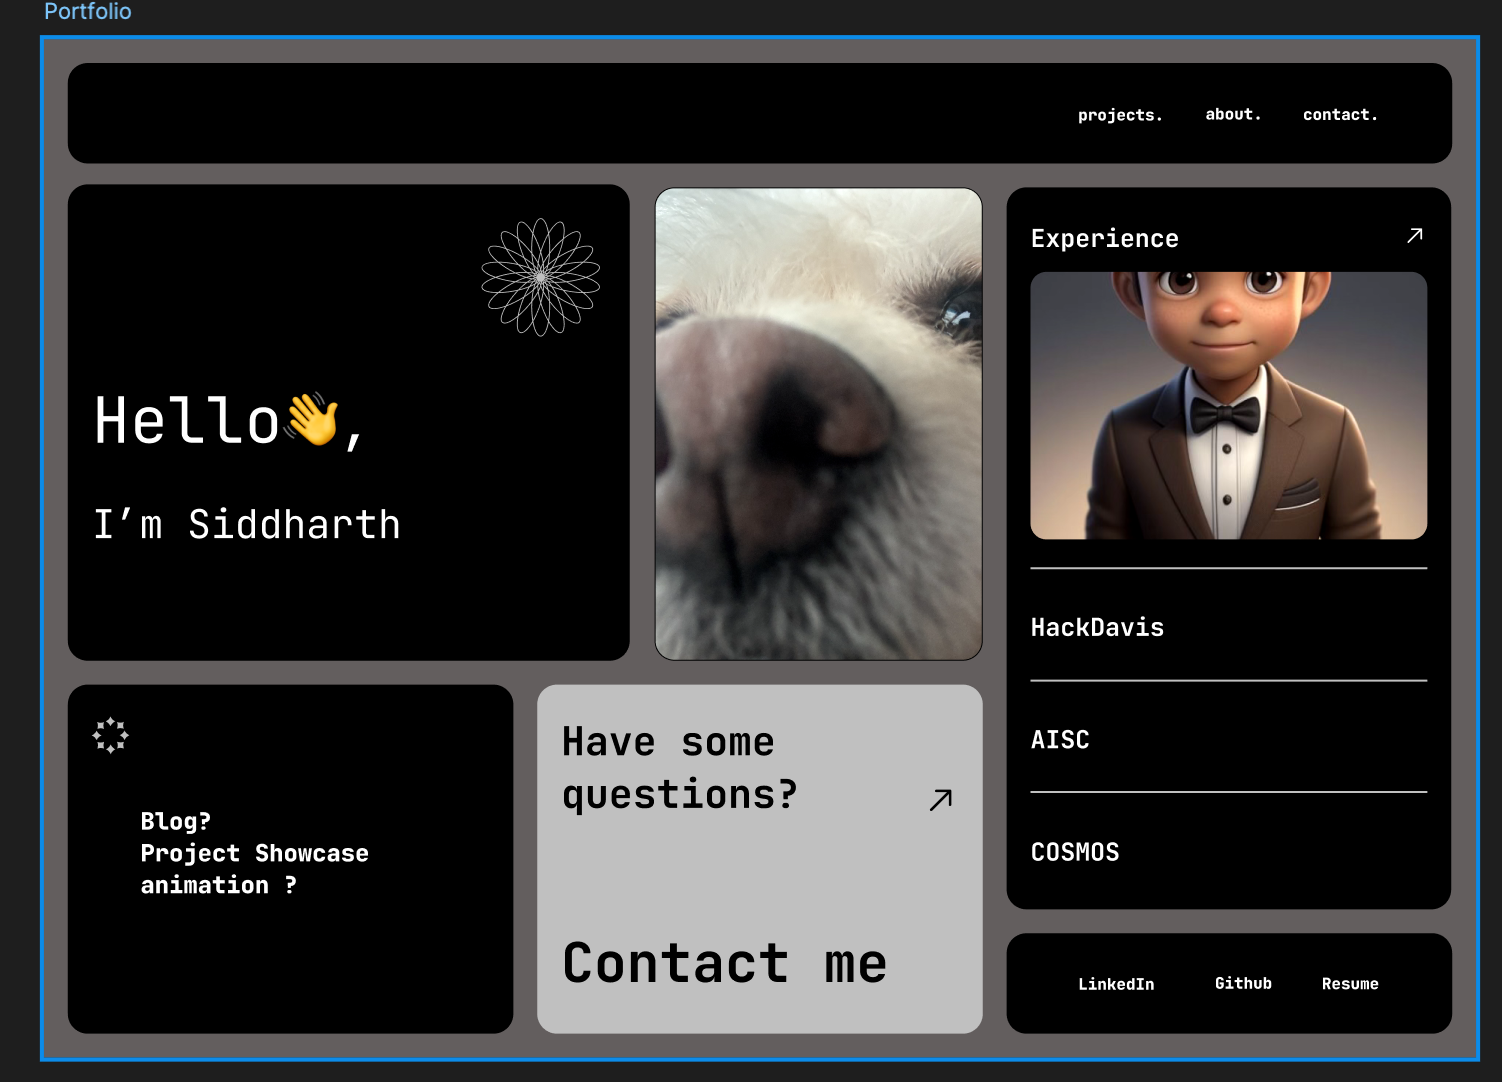 Portfolio
projects. about. contact.
Hello👋,
I’m Siddharth
Experience
HackDavis
AISC
COSMOS
Blog?
Project Showcase
animation ?
Have some
questions?
Contact me
LinkedIn Github Resume